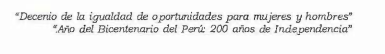 "Decenio de la igualdad de oportunidades para mujeres y hombres"
"Año del Bicentenario del Perú: 200 años de Independencia"